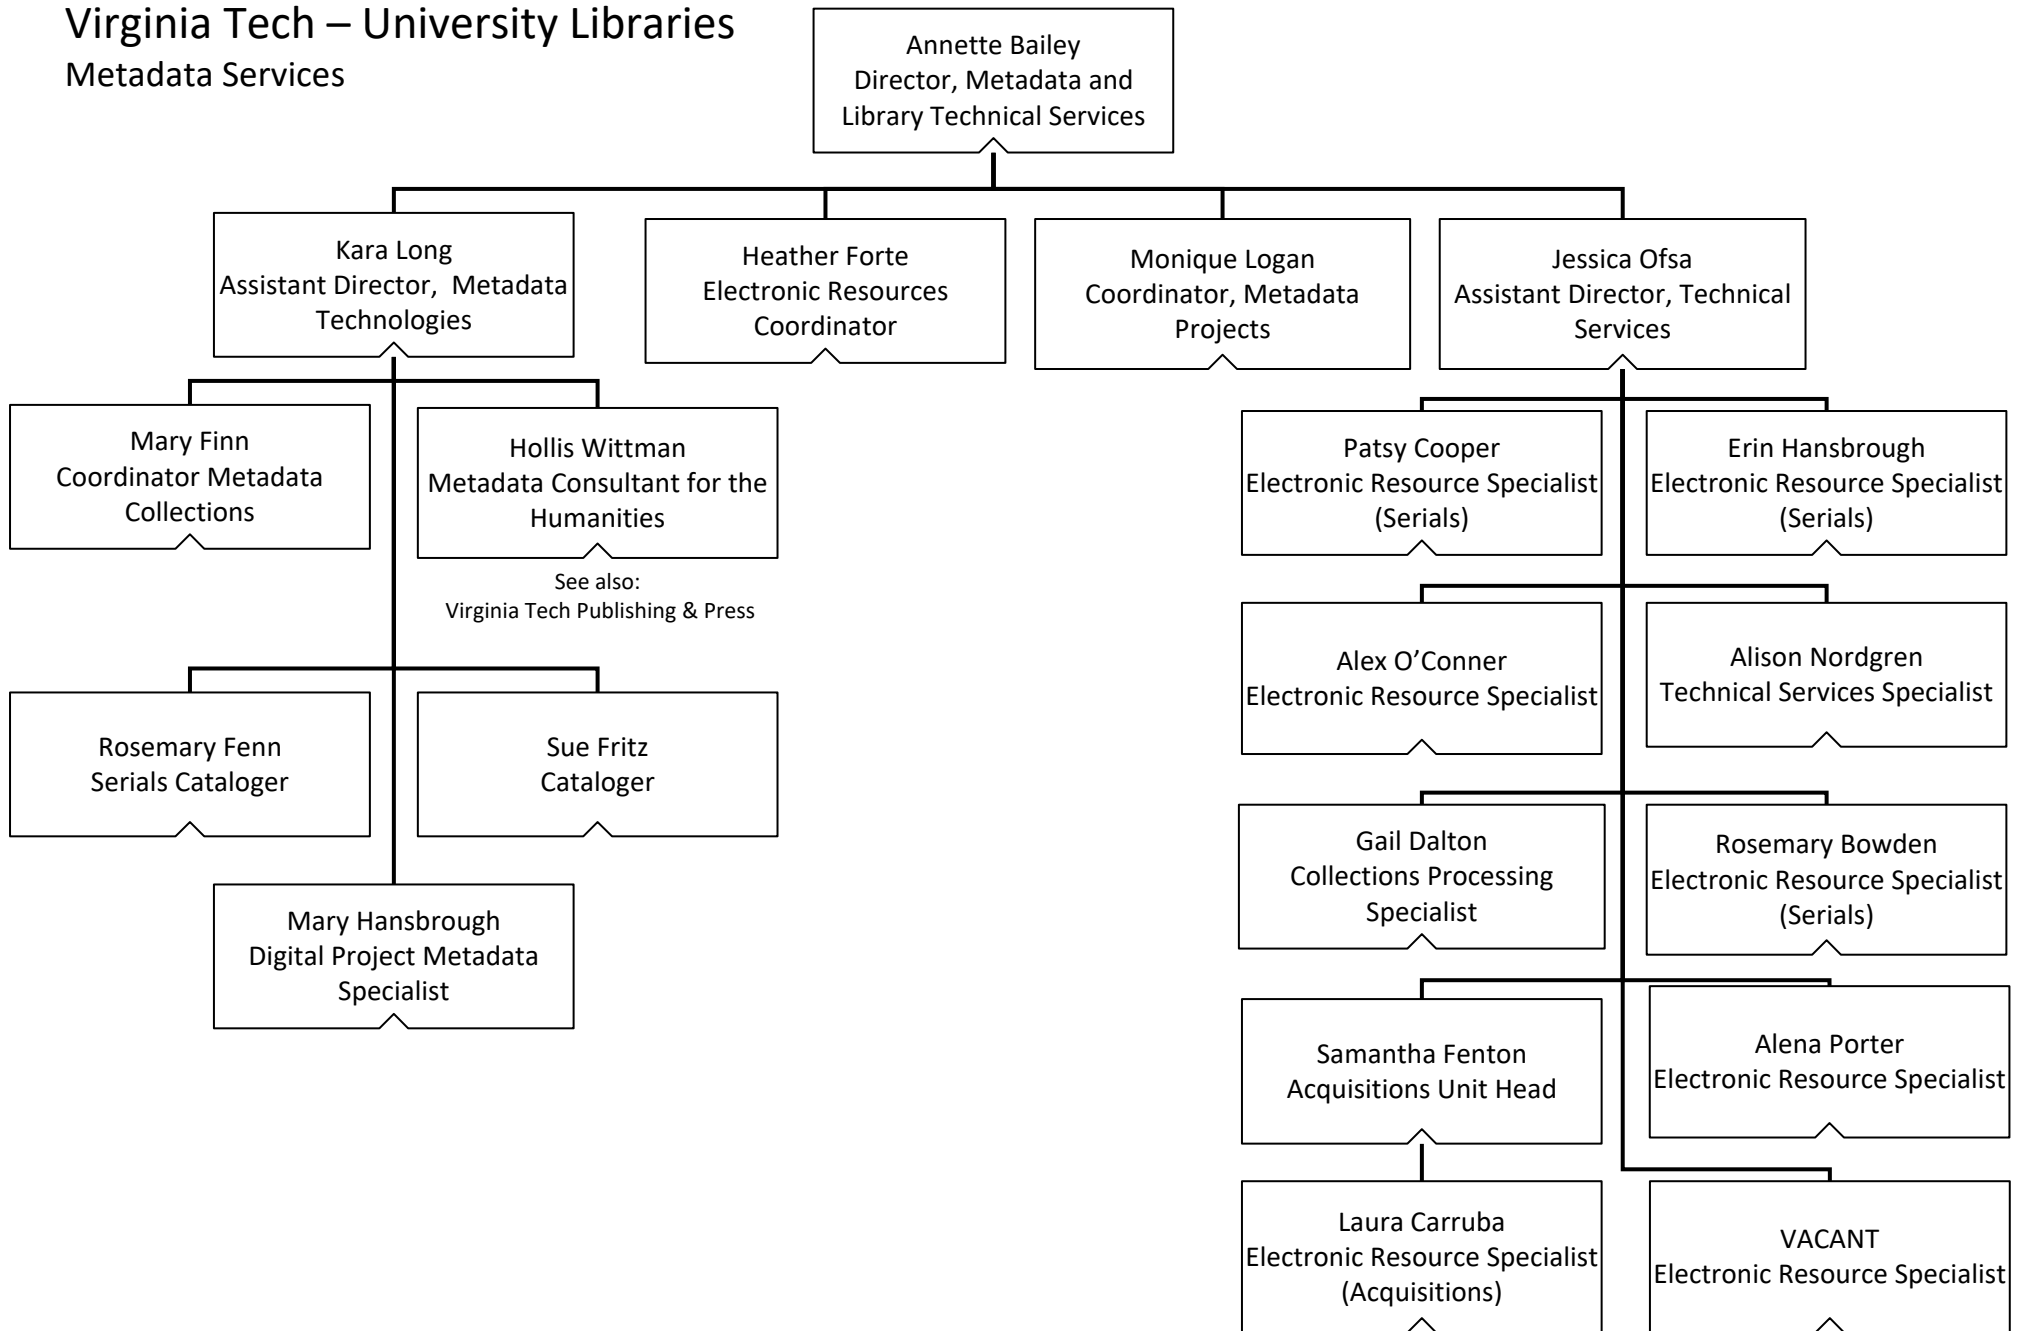 Virginia Tech – University Libraries
Metadata Services
Annette Bailey
Director, Metadata and
Library Technical Services
Kara Long
Assistant Director,  Metadata
Technologies
Heather Forte
Electronic Resources
Coordinator
Monique Logan
Coordinator, Metadata
Projects
Jessica Ofsa
Assistant Director, Technical
Services
Mary Finn
Coordinator Metadata
Collections
Hollis Wittman
Metadata Consultant for the
Humanities
See also:
Virginia Tech Publishing & Press
Patsy Cooper
Electronic Resource Specialist
(Serials)
Erin Hansbrough
Electronic Resource Specialist
(Serials)
Alex O’Conner
Electronic Resource Specialist
Alison Nordgren
Technical Services Specialist
Rosemary Fenn
Serials Cataloger
Sue Fritz
Cataloger
Gail Dalton
Collections Processing
Specialist
Rosemary Bowden
Electronic Resource Specialist
(Serials)
Mary Hansbrough
Digital Project Metadata
Specialist
Samantha Fenton
Acquisitions Unit Head
Alena Porter
Electronic Resource Specialist
Laura Carruba
Electronic Resource Specialist
(Acquisitions)
VACANT
Electronic Resource Specialist